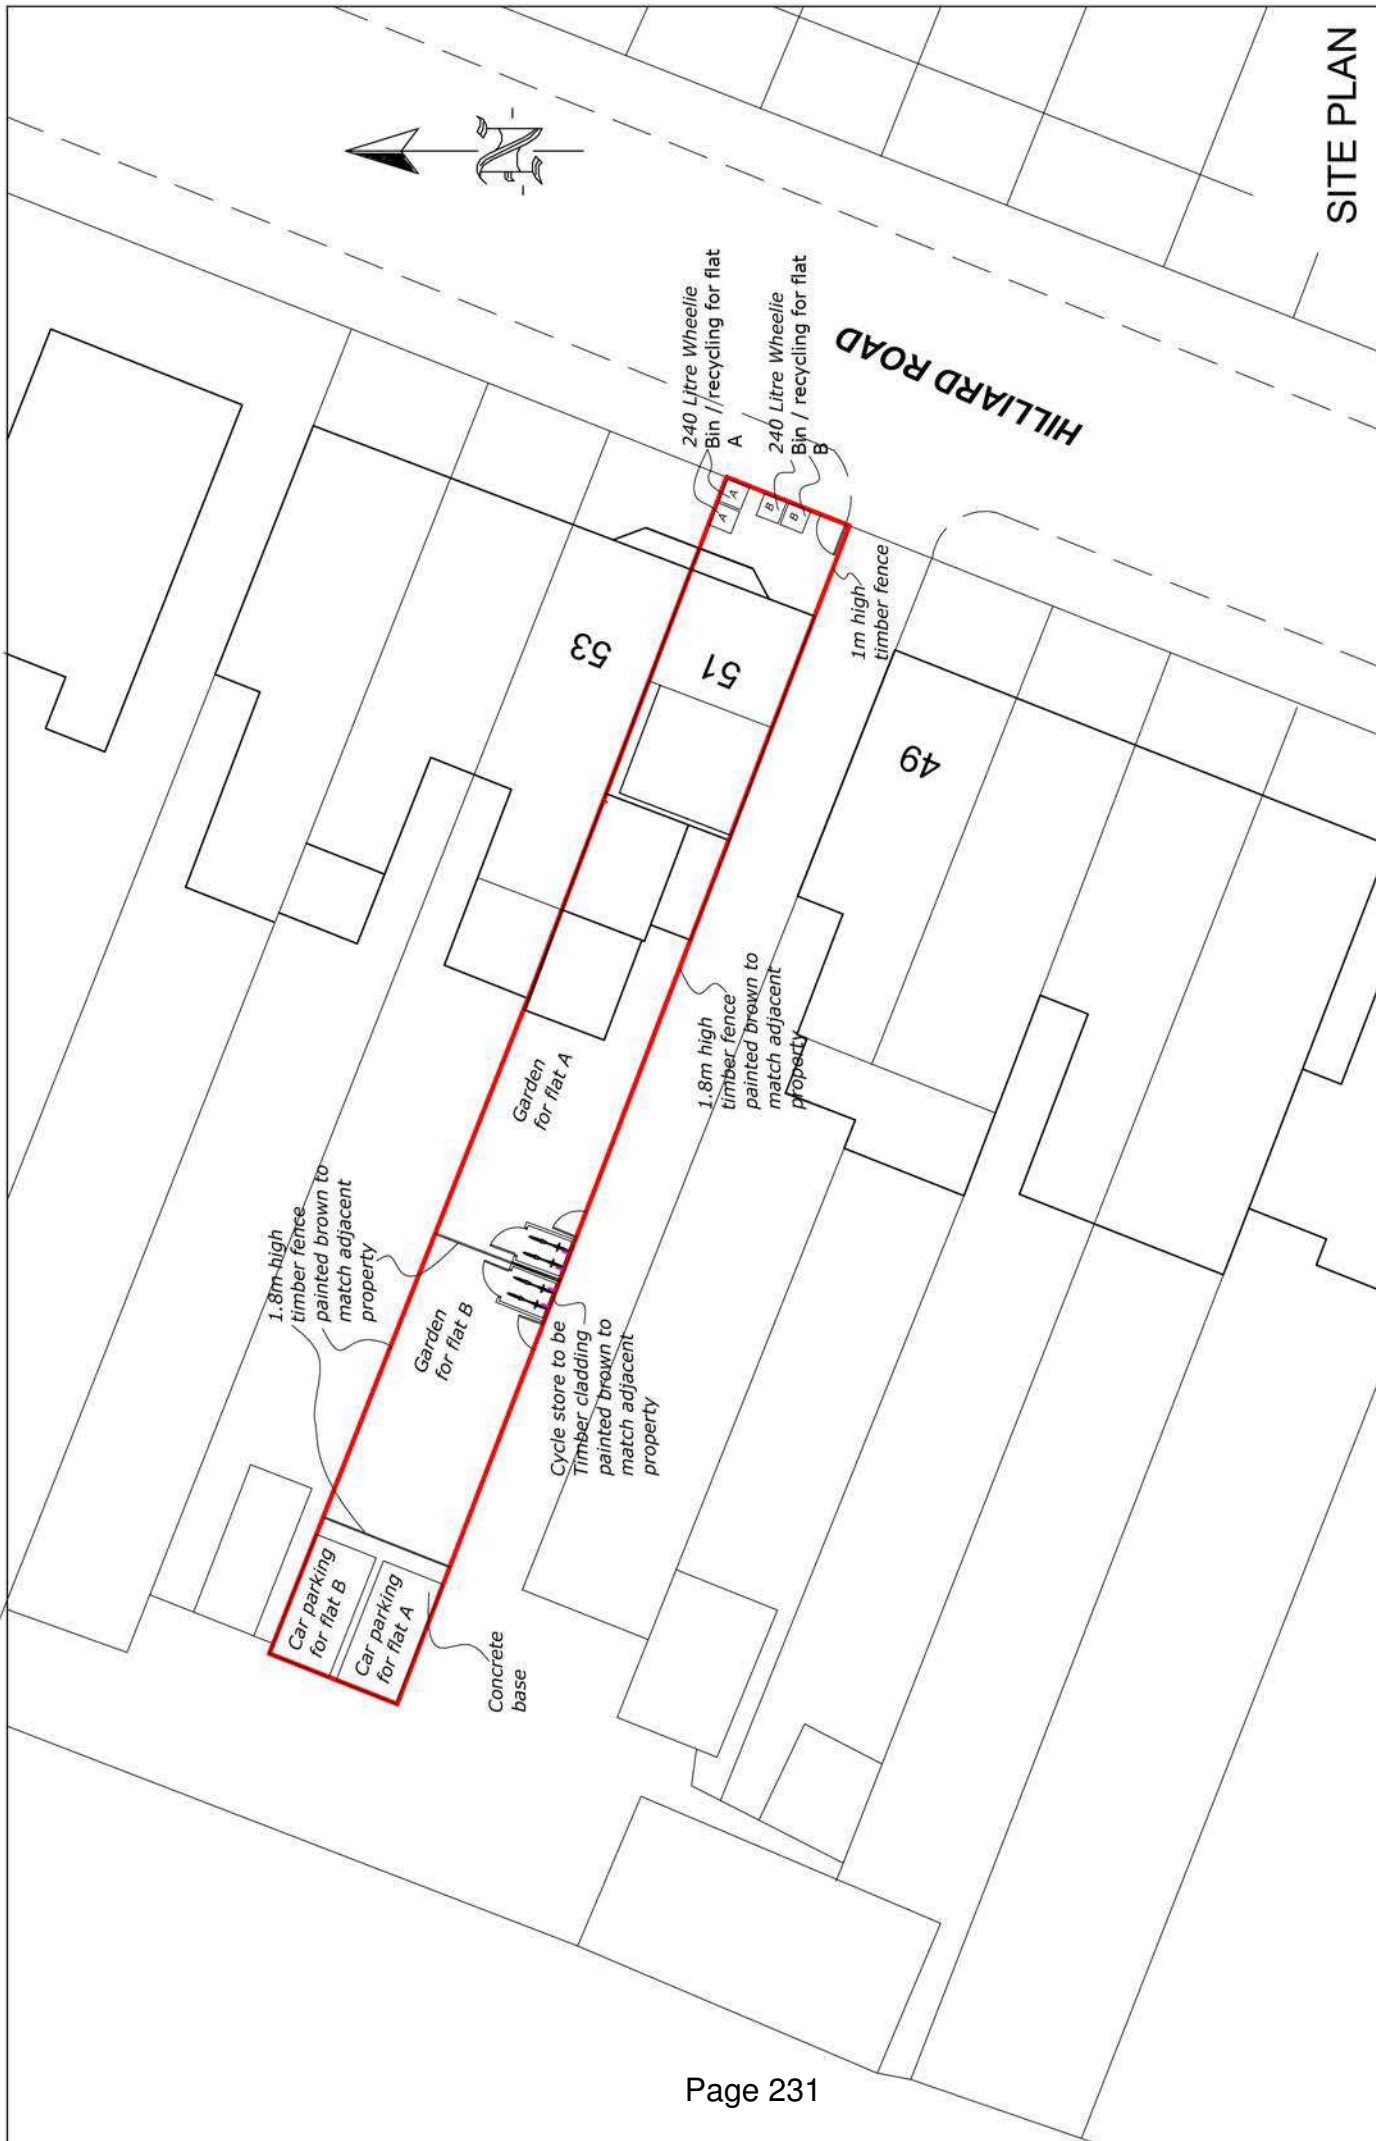 SITE PLAN
N
240 Litre Wheelie
Bin / recycling for flat
A
240 Litre Wheelie
Bin / recycling for flat
B
HILLIARD ROAD
A
A
B
B
1m high
timber fence
53
51
49
1.8m high
timber fence
painted brown to
match adjacent
property
Garden
for flat A
1.8m high
timber fence
painted brown to
match adjacent
property
Garden
for flat B
Cycle store to be
Timber cladding
painted brown to
match adjacent
property
Car parking
for flat B
Car parking
for flat A
Concrete
base
Page 231